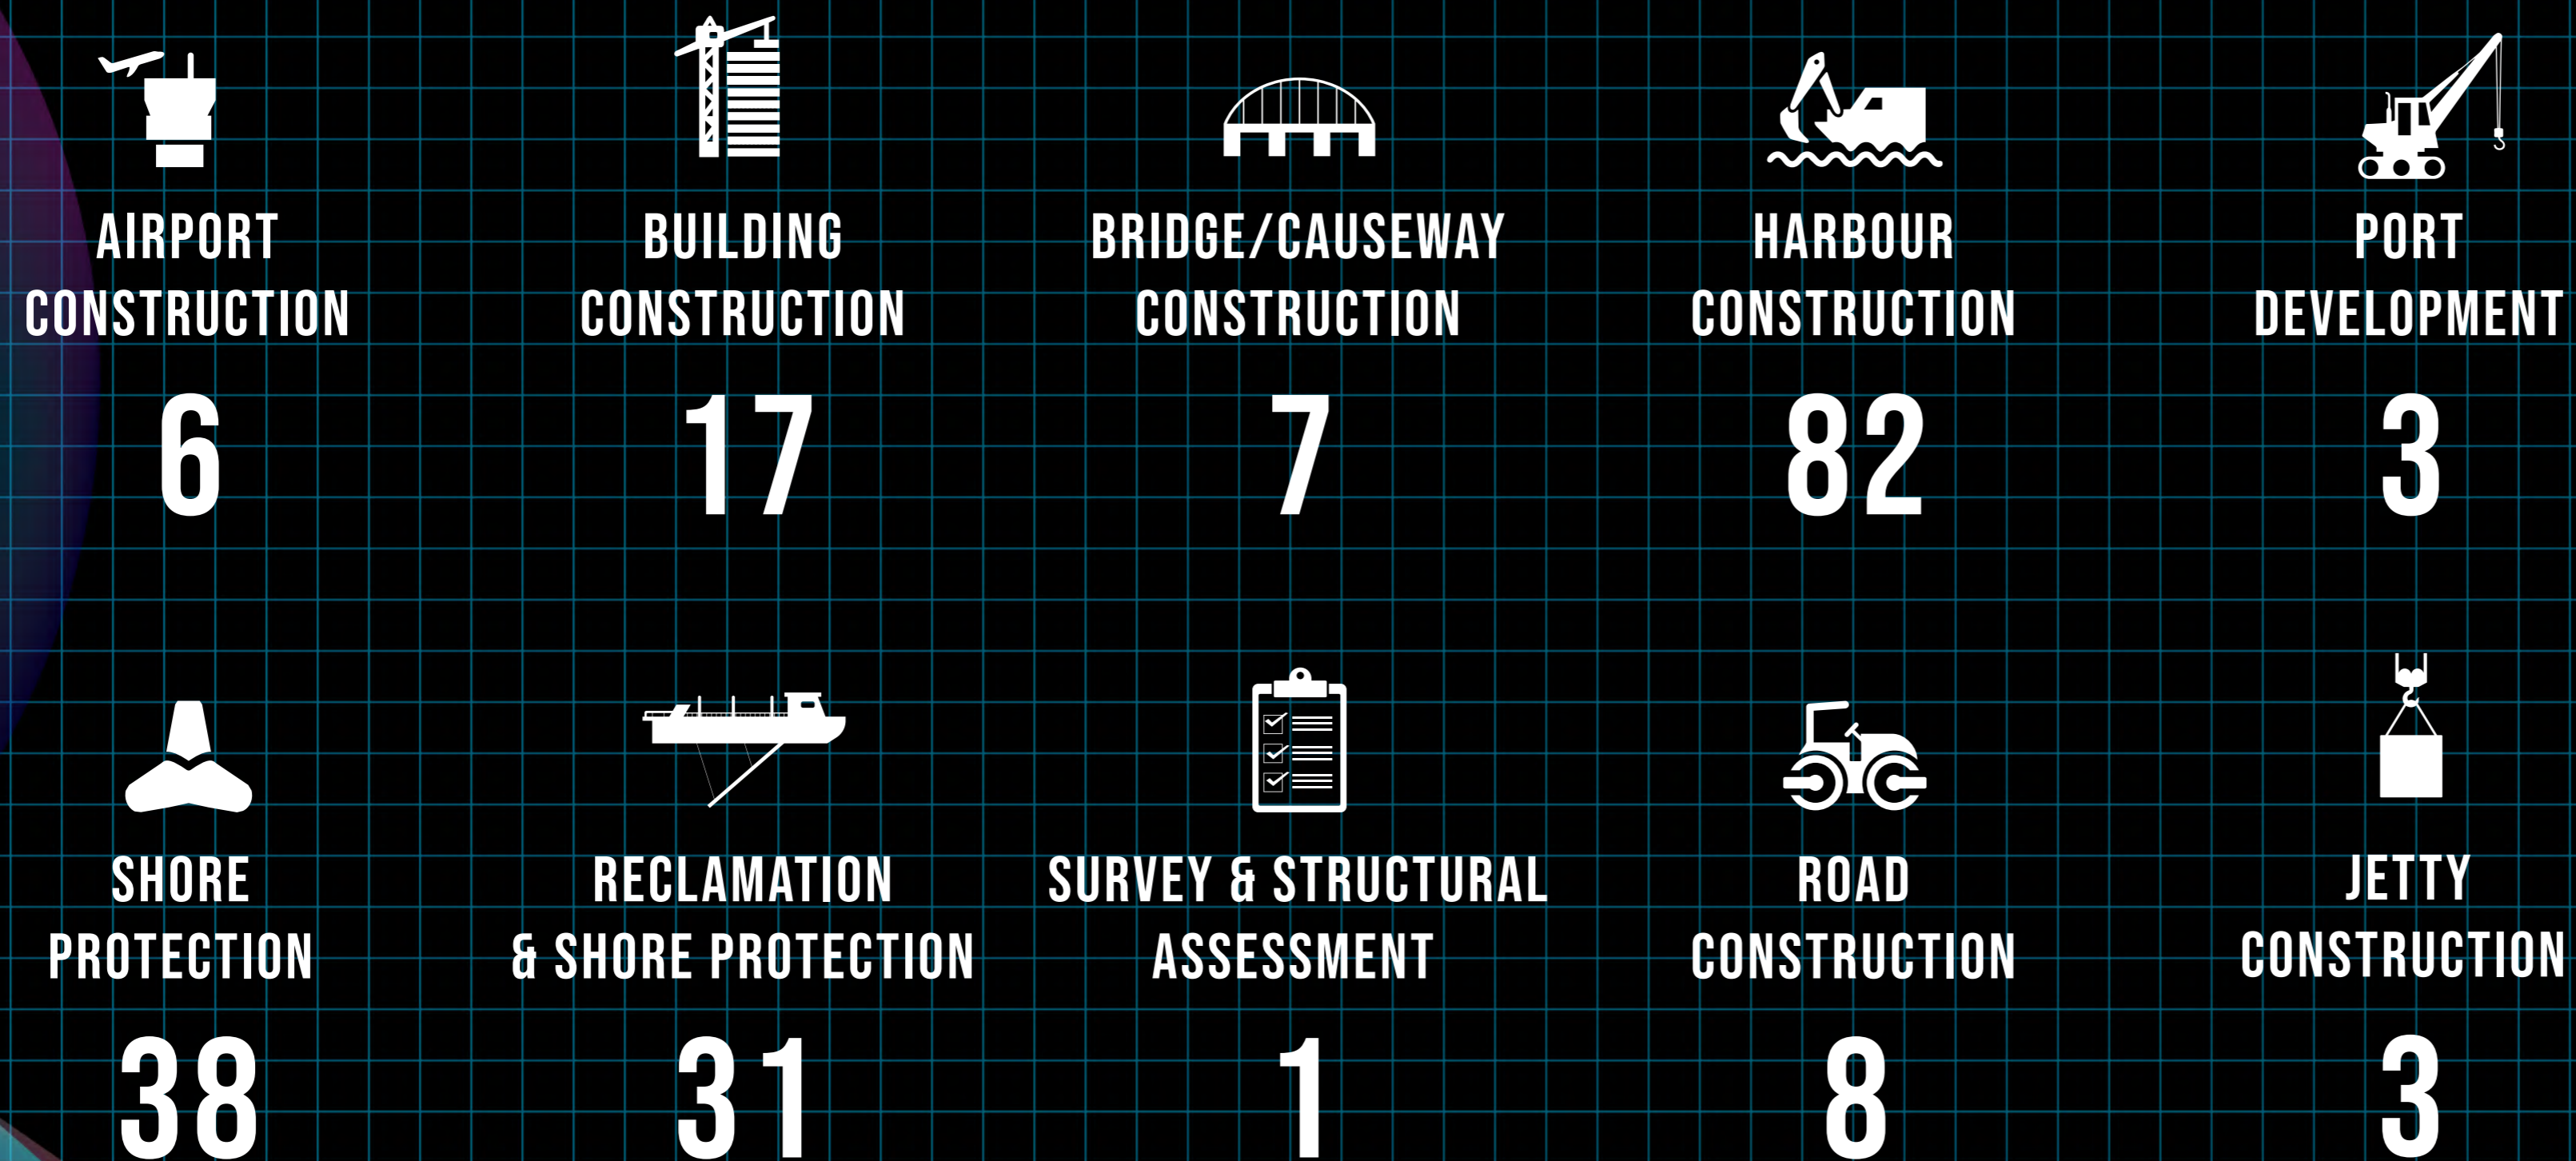 AIRPORT
CONSTRUCTION
6
BUILDING
CONSTRUCTION
17
BRIDGE/CAUSEWAY
CONSTRUCTION
7
HARBOUR
CONSTRUCTION
82
PORT
DEVELOPMENT
3
SHORE
PROTECTION
38
RECLAMATION
& SHORE PROTECTION
31
SURVEY & STRUCTURAL
ASSESSMENT
1
ROAD
CONSTRUCTION
8
JETTY
CONSTRUCTION
3